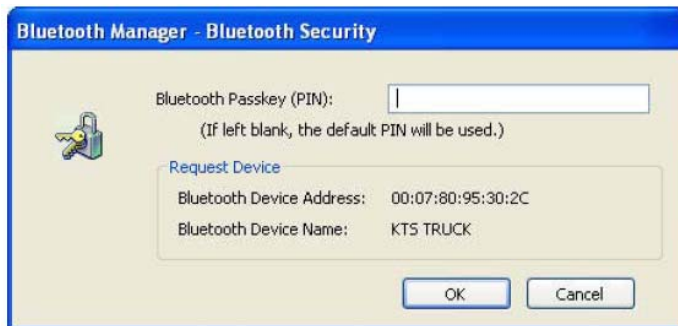 Bluetooth Manager - Bluetooth Security
Bluetooth Passkey (PIN):
(If left blank, the default PIN will be used.)
Request Device
Bluetooth Device Address: 00:07:80:95:30:2C
Bluetooth Device Name: KTS TRUCK
OK Cancel